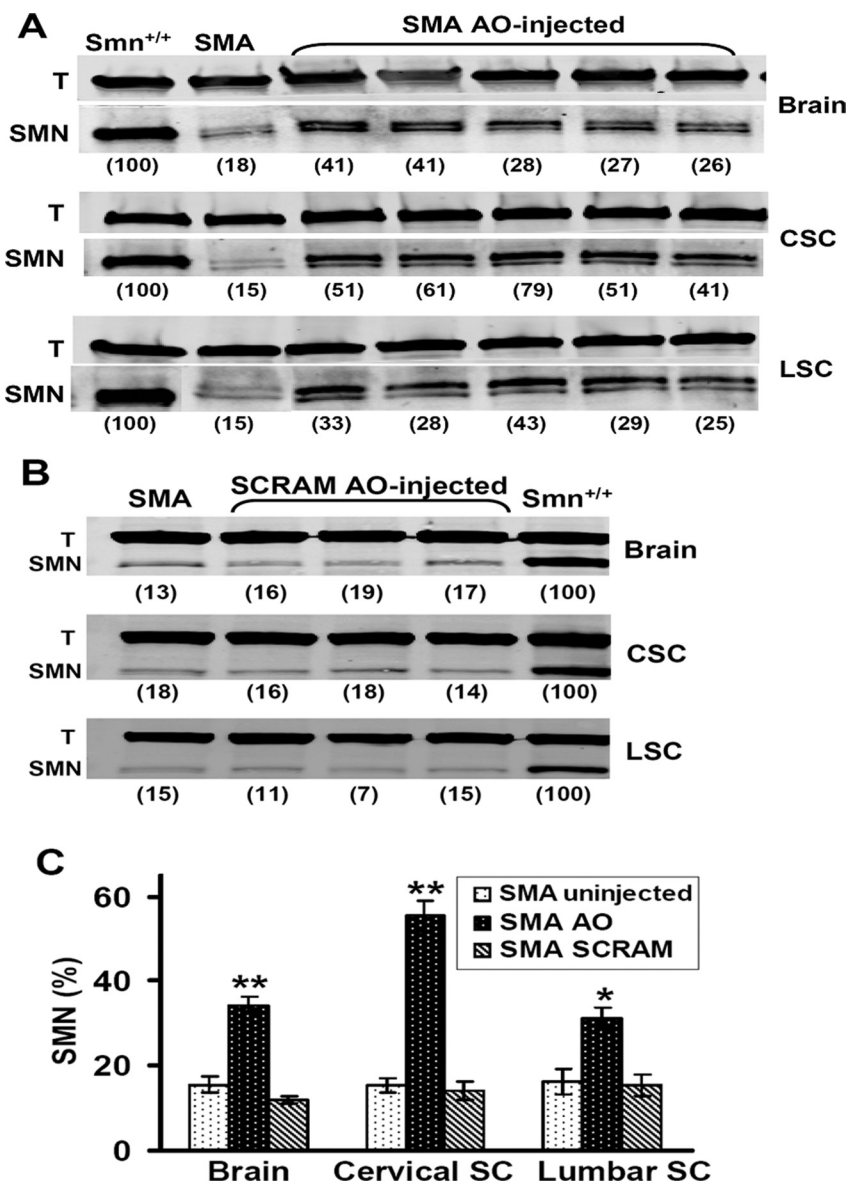 A
Smn+/+ SMA SMA AO-injected
T
Brain
SMN
(100) (18) (41) (41) (28) (27) (26)
T
CSC
SMN
(100) (15) (51) (61) (79) (51) (41)
T
LSC
SMN
(100) (15) (33) (28) (43) (29) (25)
B
SMA SCRAM AO-injected Smn+/+
T
Brain
SMN
(13) (16) (19) (17) (100)
T
CSC
SMN
(18) (16) (18) (14) (100)
T
LSC
SMN
(15) (11) (7) (15) (100)
C
SMN (%)
60
40
20
0
** ** *
SMA uninjected
SMA AO
SMA SCRAM
Brain Cervical SC Lumbar SC